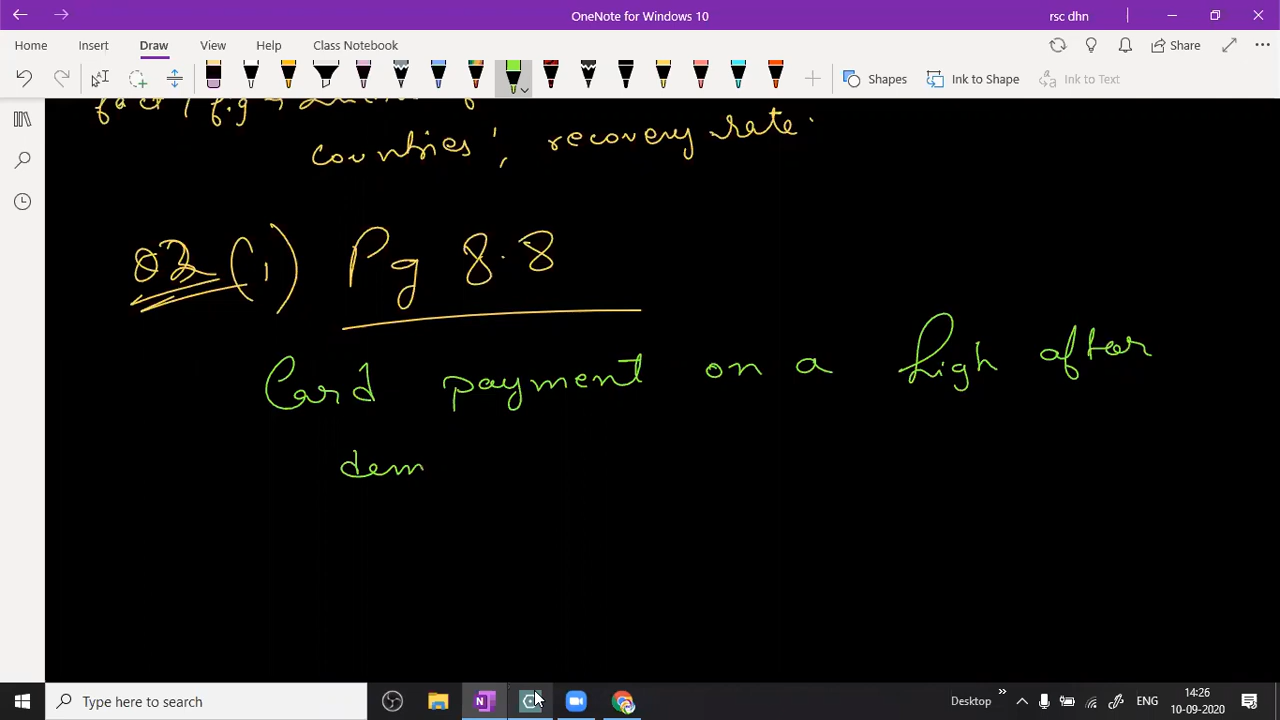 OneNote for Windows 10
rsc dhn
Home Insert Draw View Help Class Notebook
Share
Shapes Ink to Shape Ink to Text
countries', recovery rate.
Q2 (i) Pg 8.8
Card payment on a high after
dem
Type here to search
Desktop
ENG
14:26
10-09-2020